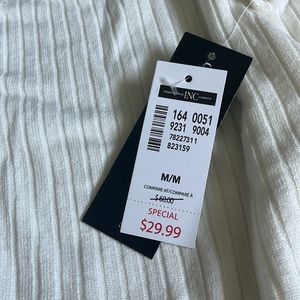 INC
164 0051
9231 9004
78227311
823159
M/M
COMPARE AT/COMPARE À
$ 60.00
SPECIAL
$29.99